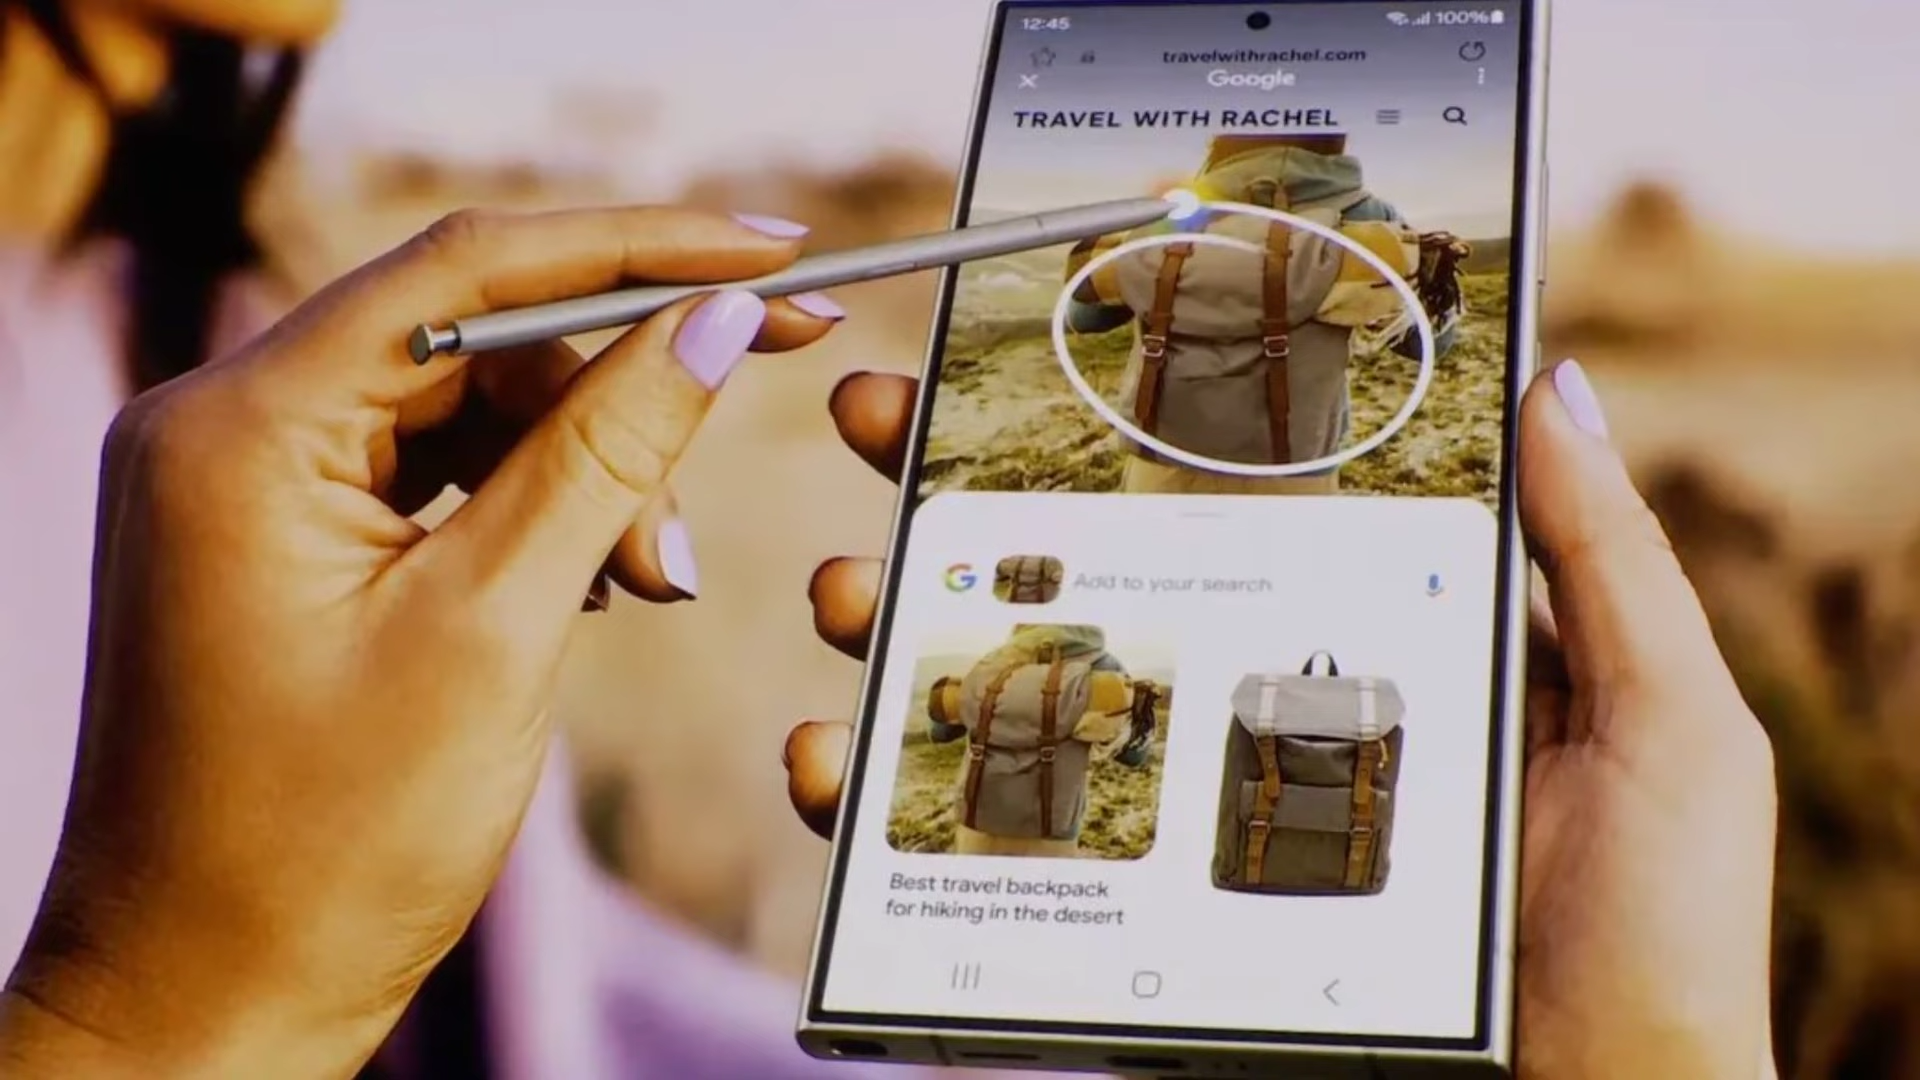 12:45
100%
travelwithrachel.com
Google
TRAVEL WITH RACHEL
Add to your search
Best travel backpack
for hiking in the desert